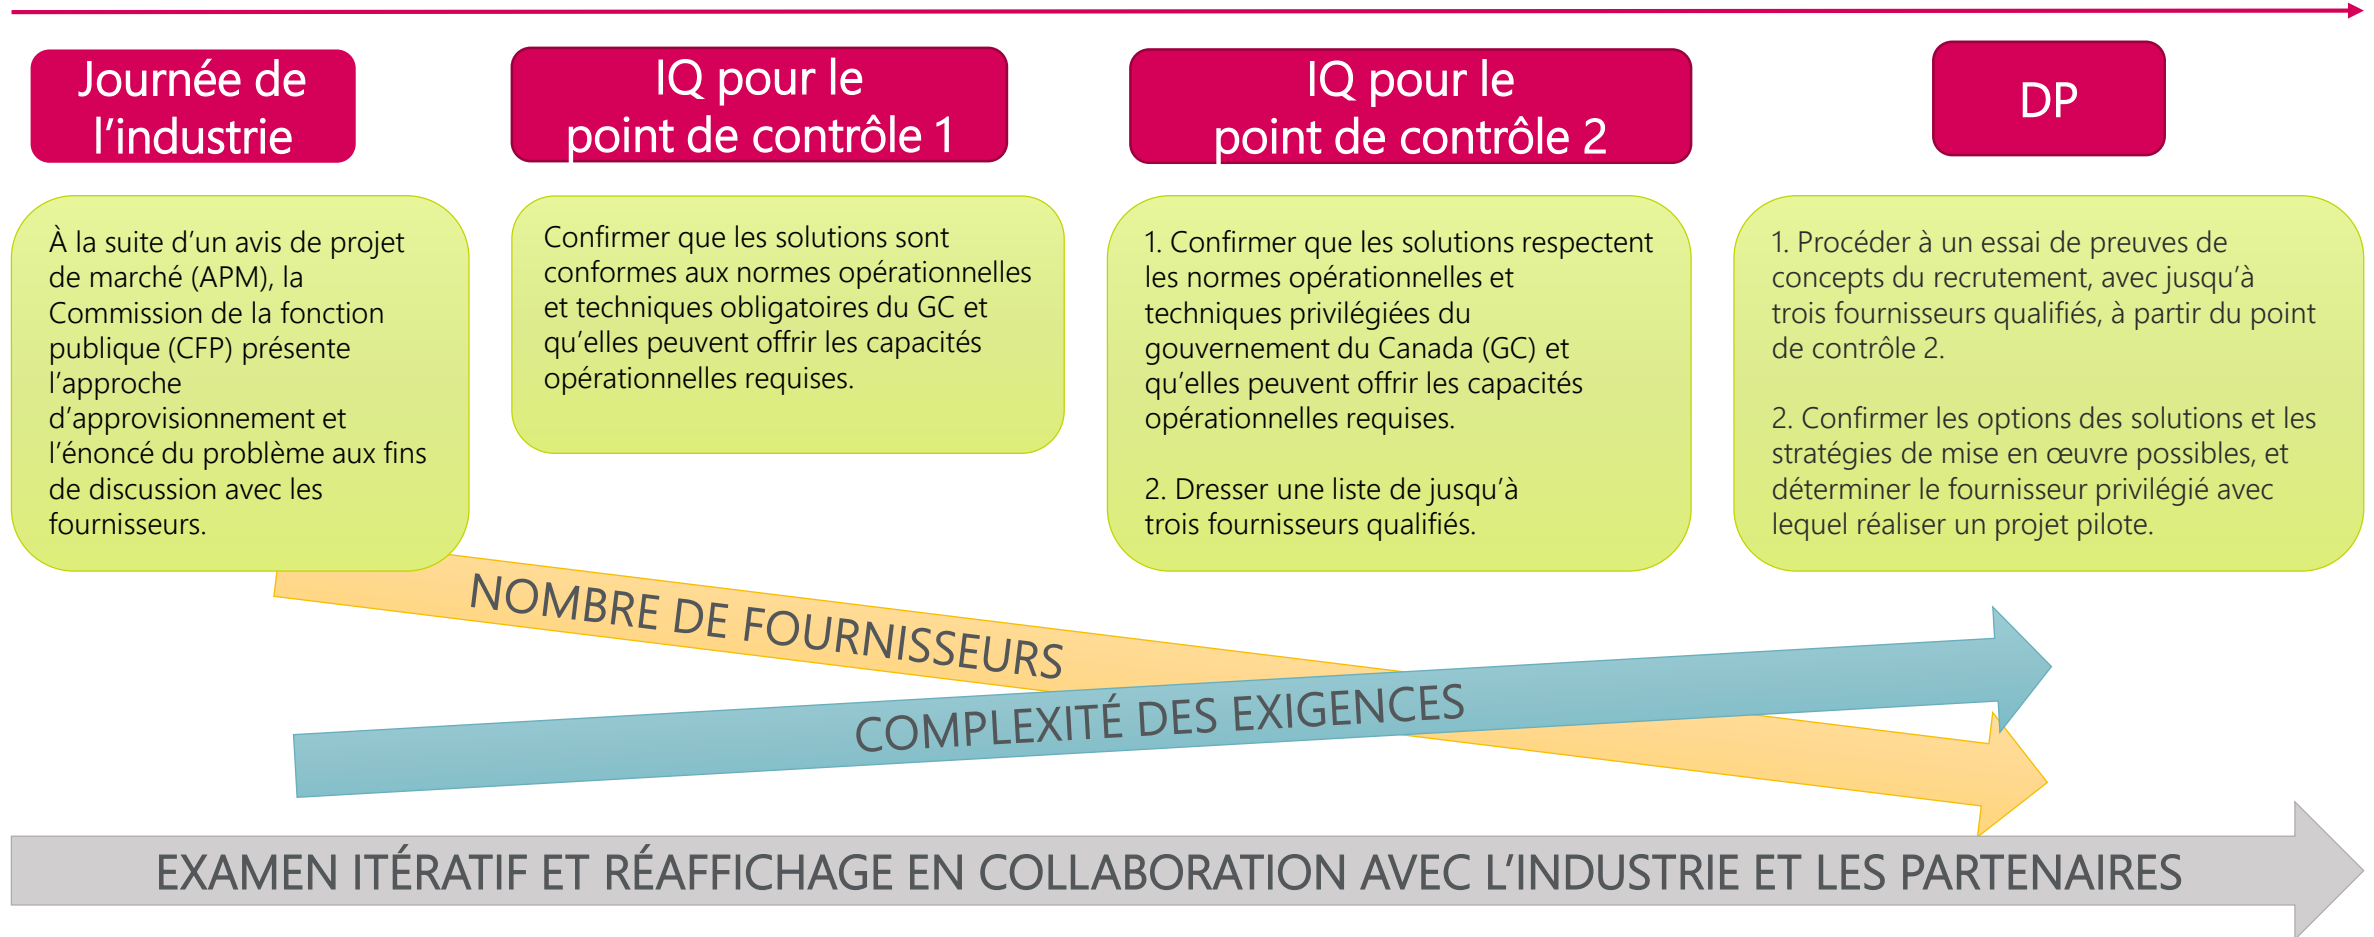 Journée de
l’industrie
IQ pour le
point de contrôle 1
IQ pour le
point de contrôle 2
DP
À la suite d’un avis de projet
de marché (APM), la
Commission de la fonction
publique (CFP) présente
l’approche
d’approvisionnement et
l’énoncé du problème aux fins
de discussion avec les
fournisseurs.
Confirmer que les solutions sont
conformes aux normes opérationnelles
et techniques obligatoires du GC et
qu’elles peuvent offrir les capacités
opérationnelles requises.
1. Confirmer que les solutions respectent
les normes opérationnelles et
techniques privilégiées du
gouvernement du Canada (GC) et
qu’elles peuvent offrir les capacités
opérationnelles requises.
2. Dresser une liste de jusqu’à
trois fournisseurs qualifiés.
1. Procéder à un essai de preuves de
concepts du recrutement, avec jusqu’à
trois fournisseurs qualifiés, à partir du point
de contrôle 2.
2. Confirmer les options des solutions et les
stratégies de mise en œuvre possibles, et
déterminer le fournisseur privilégié avec
lequel réaliser un projet pilote.
NOMBRE DE FOURNISSEURS
COMPLEXITÉ DES EXIGENCES
EXAMEN ITÉRATIF ET RÉAFFICHAGE EN COLLABORATION AVEC L’INDUSTRIE ET LES PARTENAIRES